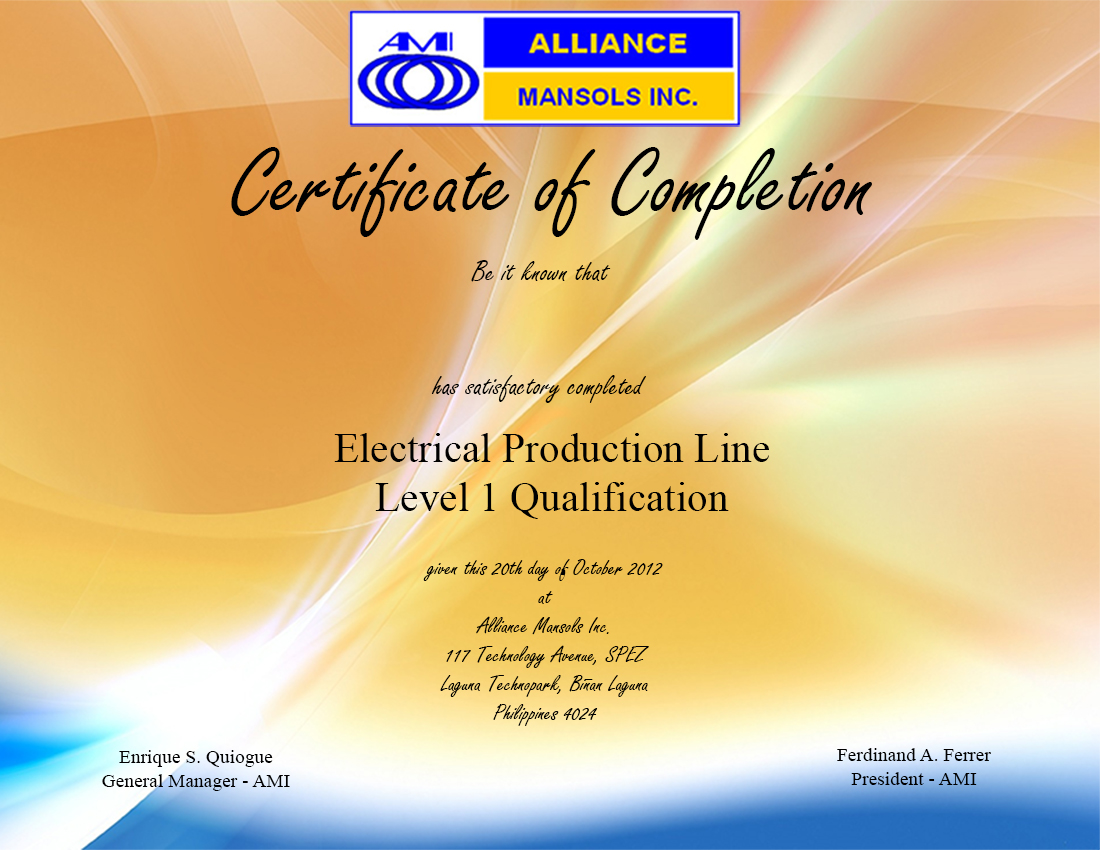 AMI
ALLIANCE
MANSOLS INC.
Certificate of Completion
Be it known that
has satisfactory completed
Electrical Production Line
Level 1 Qualification
given this 20th day of October 2012
at
Alliance Mansols Inc.
117 Technology Avenue, SPEZ
Laguna Technopark, Biñan Laguna
Philippines 4024
Enrique S. Quiogue
General Manager - AMI
Ferdinand A. Ferrer
President - AMI